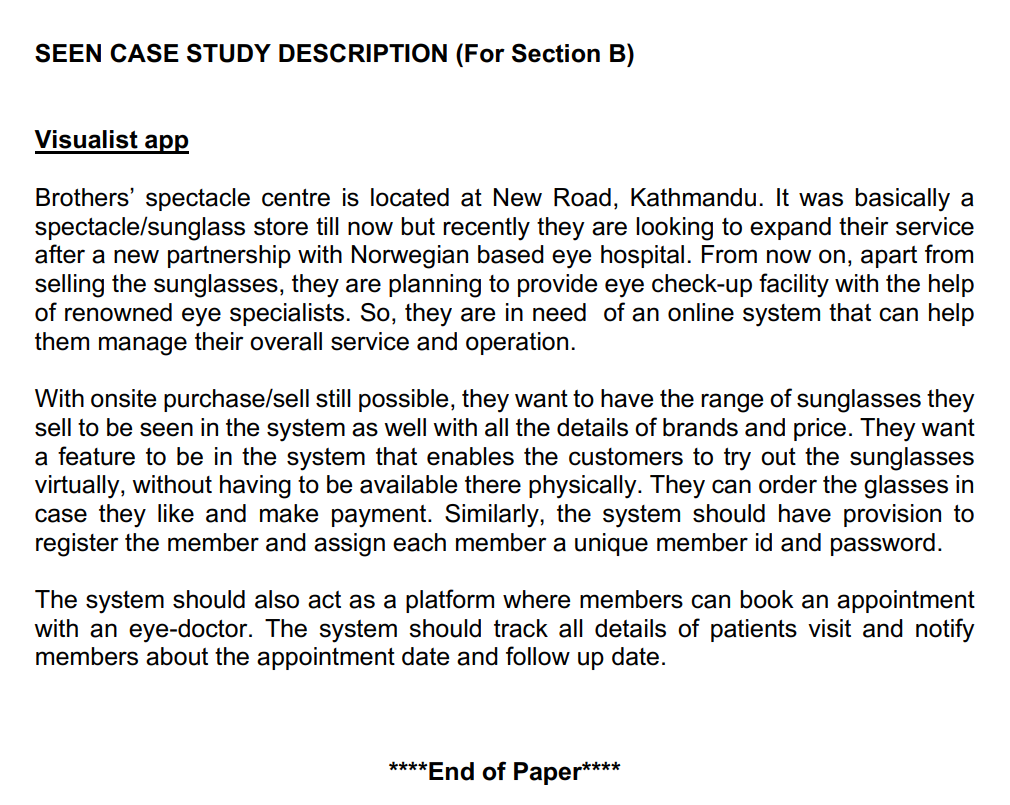 SEEN CASE STUDY DESCRIPTION (For Section B)
Visualist app
Brothers’ spectacle centre is located at New Road, Kathmandu. It was basically a
spectacle/sunglass store till now but recently they are looking to expand their service
after a new partnership with Norwegian based eye hospital. From now on, apart from
selling the sunglasses, they are planning to provide eye check-up facility with the help
of renowned eye specialists. So, they are in need of an online system that can help
them manage their overall service and operation.
With onsite purchase/sell still possible, they want to have the range of sunglasses they
sell to be seen in the system as well with all the details of brands and price. They want
a feature to be in the system that enables the customers to try out the sunglasses
virtually, without having to be available there physically. They can order the glasses in
case they like and make payment. Similarly, the system should have provision to
register the member and assign each member a unique member id and password.
The system should also act as a platform where members can book an appointment
with an eye-doctor. The system should track all details of patients visit and notify
members about the appointment date and follow up date.
****End of Paper****